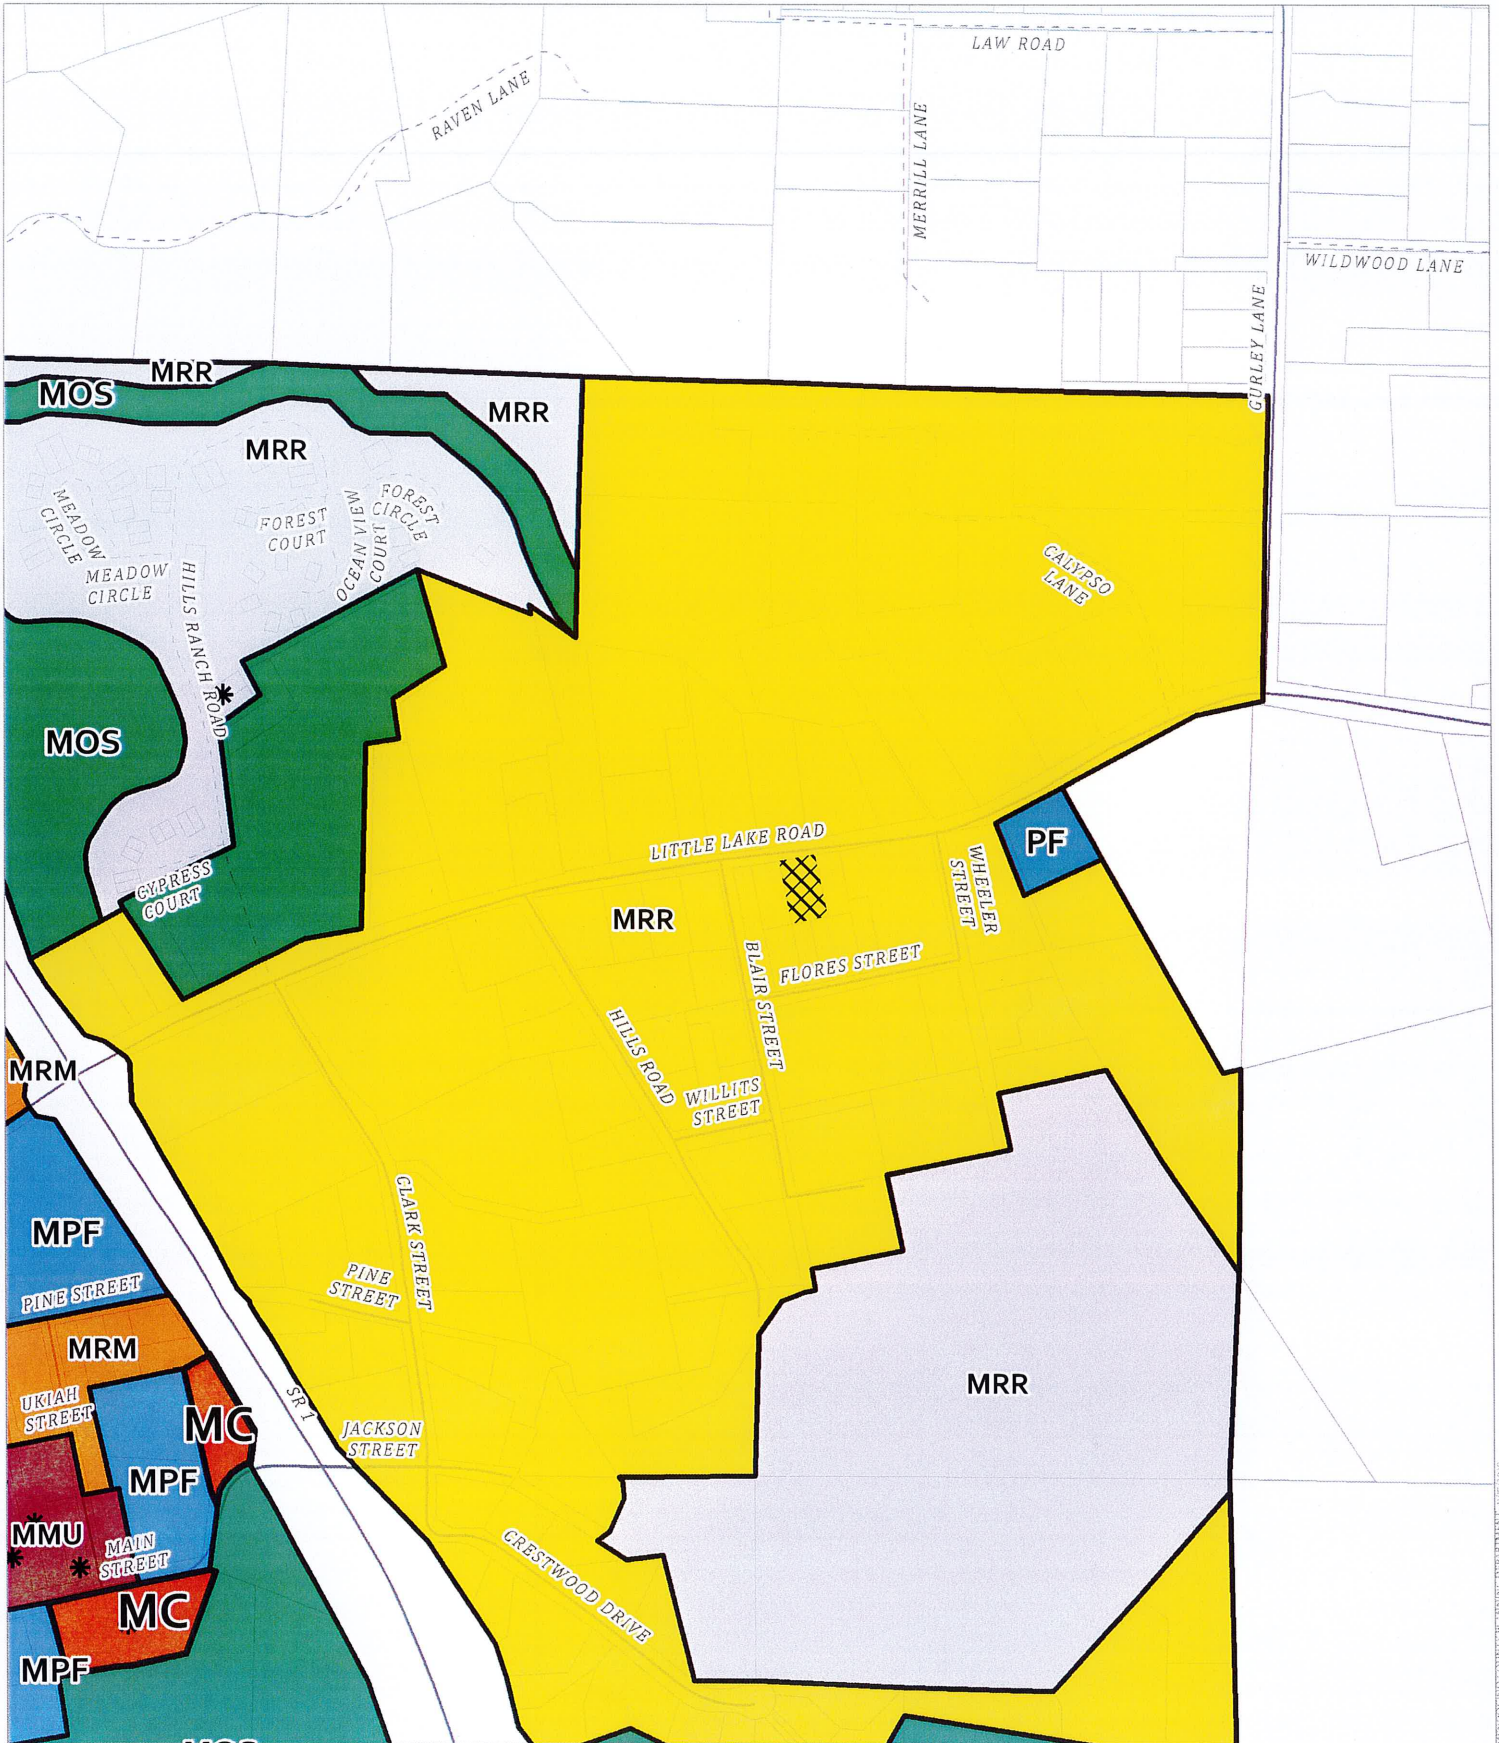 LAW ROAD
RAVEN LANE
MERRILL LANE
WILDWOOD LANE
GURLEY LANE
MRR
MOS
MRR
MRR
MEADOW
CIRCLE
FOREST
COURT
OCEAN VIEW
COURT
FOREST
CIRCLE
CALYPSO
LANE
MEADOW
CIRCLE
HILLS RANCH ROAD
MOS
LITTLE LAKE ROAD
PF
CYPRESS
COURT
WHEELER
STREET
MRR
BLAIR STREET
FLORES STREET
HILLS ROAD
MRM
WILLITS
STREET
MPF
CLARK STREET
PINE
STREET
PINE STREET
MRM
MRR
UKIAH
STREET
SR 1
MC
JACKSON
STREET
MPF
MMU
MAIN
STREET
CRESTWOOD DRIVE
MC
MPF